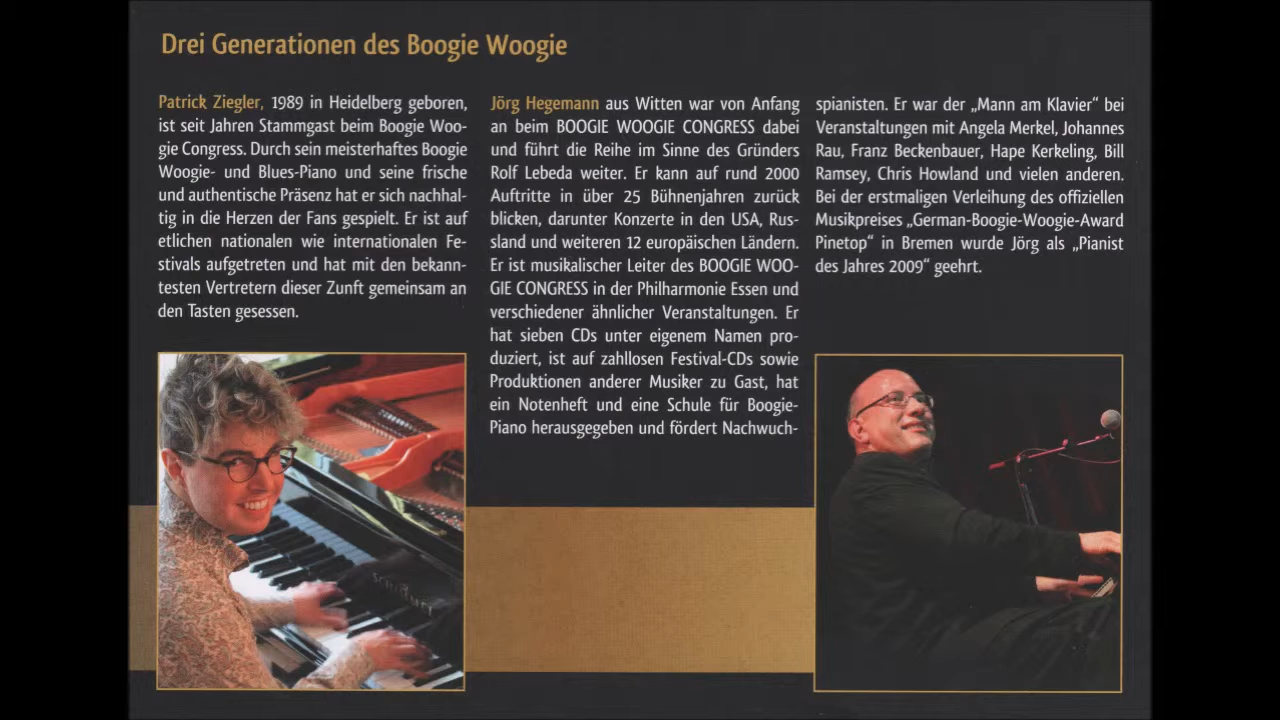 Drei Generationen des Boogie Woogie
Patrick Ziegler, 1989 in Heidelberg geboren,
ist seit Jahren Stammgast beim Boogie Woo-
gie Congress. Durch sein meisterhaftes Boogie
Woogie- und Blues-Piano und seine frische
und authentische Präsenz hat er sich nachhal-
tig in die Herzen der Fans gespielt. Er ist auf
etlichen nationalen wie internationalen Fe-
stivals aufgetreten und hat mit den bekann-
testen Vertretern dieser Zunft gemeinsam an
den Tasten gesessen.
Jörg Hegemann aus Witten war von Anfang
an beim BOOGIE WOOGIE CONGRESS dabei
und führt die Reihe im Sinne des Gründers
Rolf Lebeda weiter. Er kann auf rund 2000
Auftritte in über 25 Bühnenjahren zurück
blicken, darunter Konzerte in den USA, Rus-
sland und weiteren 12 europäischen Ländern.
Er ist musikalischer Leiter des BOOGIE WOO-
GIE CONGRESS in der Philharmonie Essen und
verschiedener ähnlicher Veranstaltungen. Er
hat sieben CDs unter eigenem Namen pro-
duziert, ist auf zahllosen Festival-CDs sowie
Produktionen anderer Musiker zu Gast, hat
ein Notenheft und eine Schule für Boogie-
Piano herausgegeben und fördert Nachwuch-
spianisten. Er war der „Mann am Klavier“ bei
Veranstaltungen mit Angela Merkel, Johannes
Rau, Franz Beckenbauer, Hape Kerkeling, Bill
Ramsey, Chris Howland und vielen anderen.
Bei der erstmaligen Verleihung des offiziellen
Musikpreises „German-Boogie-Woogie-Award
Pinetop“ in Bremen wurde Jörg als „Pianist
des Jahres 2009“ geehrt.